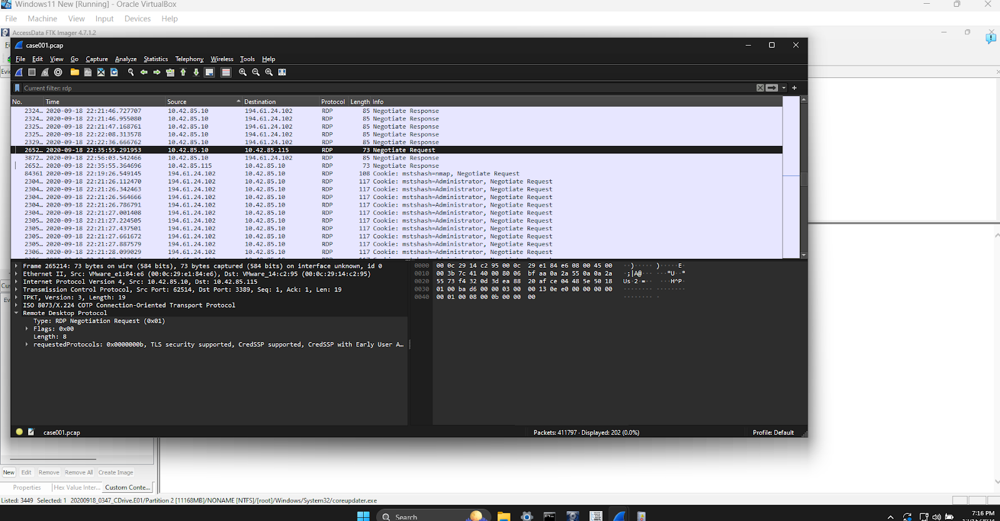 Windows11 New [Running] - Oracle VirtualBox
File Machine View Input Devices Help
AccessData FTK Imager 4.7.1.2
case001.pcap
File Edit View Go Capture Analyze Statistics Telephony Wireless Tools Help
Current filter: rdp
No. Time Source Destination Protocol Length Info
2324… 2020-09-18 22:21:46.727707 10.42.85.10 194.61.24.102 RDP 85 Negotiate Response
2324… 2020-09-18 22:21:46.955080 10.42.85.10 194.61.24.102 RDP 85 Negotiate Response
2325… 2020-09-18 22:21:47.168761 10.42.85.10 194.61.24.102 RDP 85 Negotiate Response
2325… 2020-09-18 22:22:08.313578 10.42.85.10 194.61.24.102 RDP 85 Negotiate Response
2329… 2020-09-18 22:22:36.666762 10.42.85.10 194.61.24.102 RDP 85 Negotiate Response
2652… 2020-09-18 22:35:55.291953 10.42.85.10 10.42.85.115 RDP 73 Negotiate Request
3872… 2020-09-18 22:56:03.542466 10.42.85.10 194.61.24.102 RDP 85 Negotiate Response
2652… 2020-09-18 22:35:55.364696 10.42.85.115 10.42.85.10 RDP 73 Negotiate Response
84361 2020-09-18 22:19:26.549145 194.61.24.102 10.42.85.10 RDP 108 Cookie: mstshash=nmap, Negotiate Request
2304… 2020-09-18 22:21:26.112470 194.61.24.102 10.42.85.10 RDP 117 Cookie: mstshash=Administrator, Negotiate Request
2304… 2020-09-18 22:21:26.342463 194.61.24.102 10.42.85.10 RDP 117 Cookie: mstshash=Administrator, Negotiate Request
2304… 2020-09-18 22:21:26.564666 194.61.24.102 10.42.85.10 RDP 117 Cookie: mstshash=Administrator, Negotiate Request
2304… 2020-09-18 22:21:26.786791 194.61.24.102 10.42.85.10 RDP 117 Cookie: mstshash=Administrator, Negotiate Request
2304… 2020-09-18 22:21:27.001408 194.61.24.102 10.42.85.10 RDP 117 Cookie: mstshash=Administrator, Negotiate Request
2305… 2020-09-18 22:21:27.224505 194.61.24.102 10.42.85.10 RDP 117 Cookie: mstshash=Administrator, Negotiate Request
2305… 2020-09-18 22:21:27.437501 194.61.24.102 10.42.85.10 RDP 117 Cookie: mstshash=Administrator, Negotiate Request
2305… 2020-09-18 22:21:27.661672 194.61.24.102 10.42.85.10 RDP 117 Cookie: mstshash=Administrator, Negotiate Request
2305… 2020-09-18 22:21:27.887579 194.61.24.102 10.42.85.10 RDP 117 Cookie: mstshash=Administrator, Negotiate Request
2306… 2020-09-18 22:21:28.099029 194.61.24.102 10.42.85.10 RDP 117 Cookie: mstshash=Administrator, Negotiate Request
Frame 265214: 73 bytes on wire (584 bits), 73 bytes captured (584 bits) on interface unknown, id 0
Ethernet II, Src: VMware_e1:84:e6 (00:0c:29:e1:84:e6), Dst: VMware_14:c2:95 (00:0c:29:14:c2:95)
Internet Protocol Version 4, Src: 10.42.85.10, Dst: 10.42.85.115
Transmission Control Protocol, Src Port: 62514, Dst Port: 3389, Seq: 1, Ack: 1, Len: 19
TPKT, Version: 3, Length: 19
ISO 8073/X.224 COTP Connection-Oriented Transport Protocol
Remote Desktop Protocol
Type: RDP Negotiation Request (0x01)
Flags: 0x00
Length: 8
requestedProtocols: 0x0000000b, TLS security supported, CredSSP supported, CredSSP with Early User A…
0000 00 0c 29 14 c2 95 00 0c 29 e1 84 e6 08 00 45 00 ··)····· )·····E·
0010 00 3b 7c 41 40 00 80 06 bf aa 0a 2a 55 0a 0a 2a ·;|A@··· ···*U··*
0020 55 73 f4 32 0d 3d ea 88 20 af ce 04 48 5e 50 18 Us·2·=·· ···H^P·
0030 01 00 ba d6 00 00 03 00 00 13 0e e0 00 00 00 00 ········ ········
0040 00 01 00 08 00 0b 00 00 00 ········ ·
case001.pcap
Packets: 411797 · Displayed: 202 (0.0%)
Profile: Default
New Edit Remove Remove All Create Image
Properties Hex Value Inter... Custom Conte...
Listed: 3449 Selected: 1 20200918_0347_CDrive.E01/Partition 2 [11168MB]/NONAME [NTFS]/[root]/Windows/System32/coreupdater.exe
Search
7:16 PM